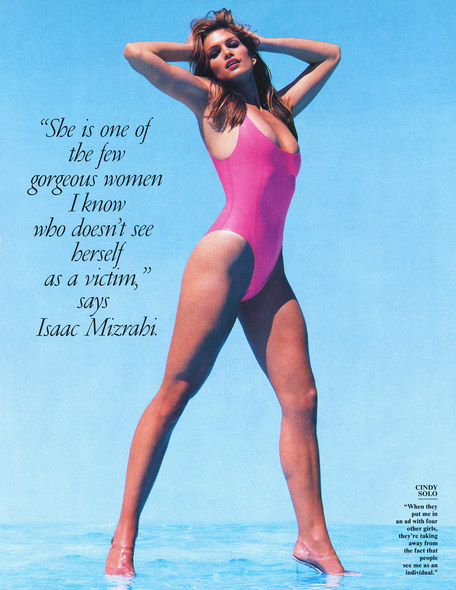 “She is one of
the few
gorgeous women
I know
who doesn’t see
herself
as a victim,”
says
Isaac Mizrahi.
CINDY
SOLO
“When they
put me in
an ad with four
other girls,
they’re taking
away from
the fact that
people
see me as an
individual.”